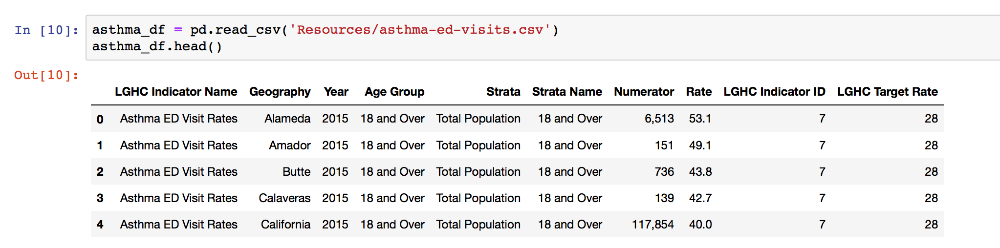 In [10]: asthma_df = pd.read_csv('Resources/asthma-ed-visits.csv')
asthma_df.head()
Out[10]:
LGHC Indicator Name Geography Year Age Group Strata Strata Name Numerator Rate LGHC Indicator ID LGHC Target Rate
0 Asthma ED Visit Rates Alameda 2015 18 and Over Total Population 18 and Over 6,513 53.1 7 28
1 Asthma ED Visit Rates Amador 2015 18 and Over Total Population 18 and Over 151 49.1 7 28
2 Asthma ED Visit Rates Butte 2015 18 and Over Total Population 18 and Over 736 43.8 7 28
3 Asthma ED Visit Rates Calaveras 2015 18 and Over Total Population 18 and Over 139 42.7 7 28
4 Asthma ED Visit Rates California 2015 18 and Over Total Population 18 and Over 117,854 40.0 7 28